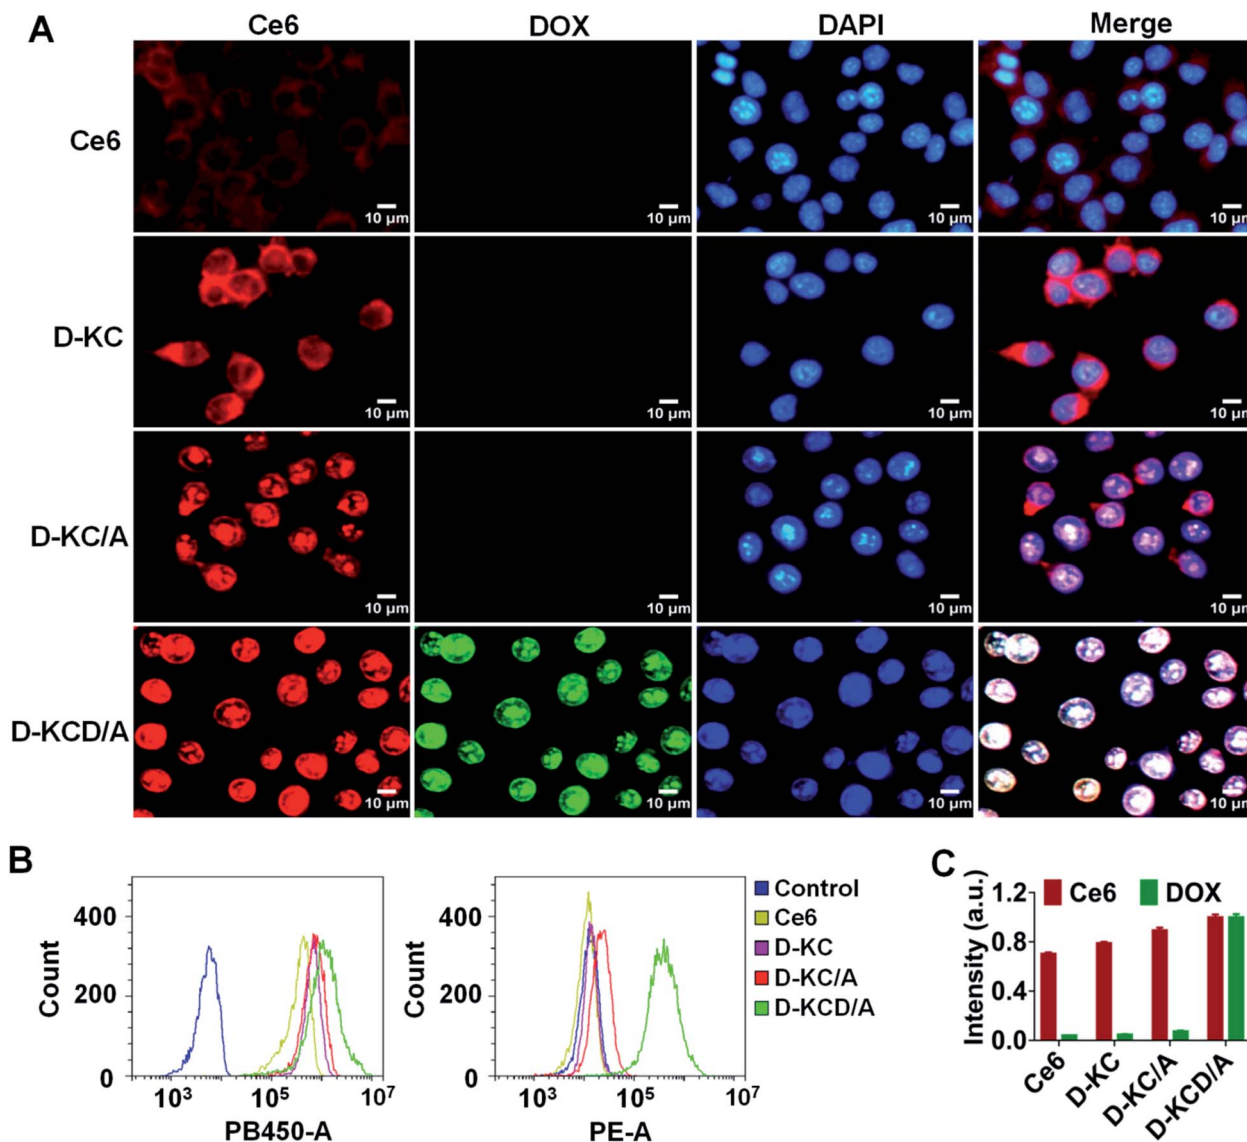 A
Ce6 DOX DAPI Merge
Ce6
10 μm 10 μm 10 μm 10 μm
D-KC
10 μm 10 μm 10 μm 10 μm
D-KC/A
10 μm 10 μm 10 μm 10 μm
D-KCD/A
10 μm 10 μm 10 μm 10 μm
B
Count
400
200
0
10³ 10⁵ 10⁷
PB450-A
Count
400
200
0
10³ 10⁵ 10⁷
PE-A
Control
Ce6
D-KC
D-KC/A
D-KCD/A
C
Ce6 DOX
Intensity (a.u.)
1.2
0.8
0.4
0.0
Ce6 D-KC D-KC/A D-KCD/A